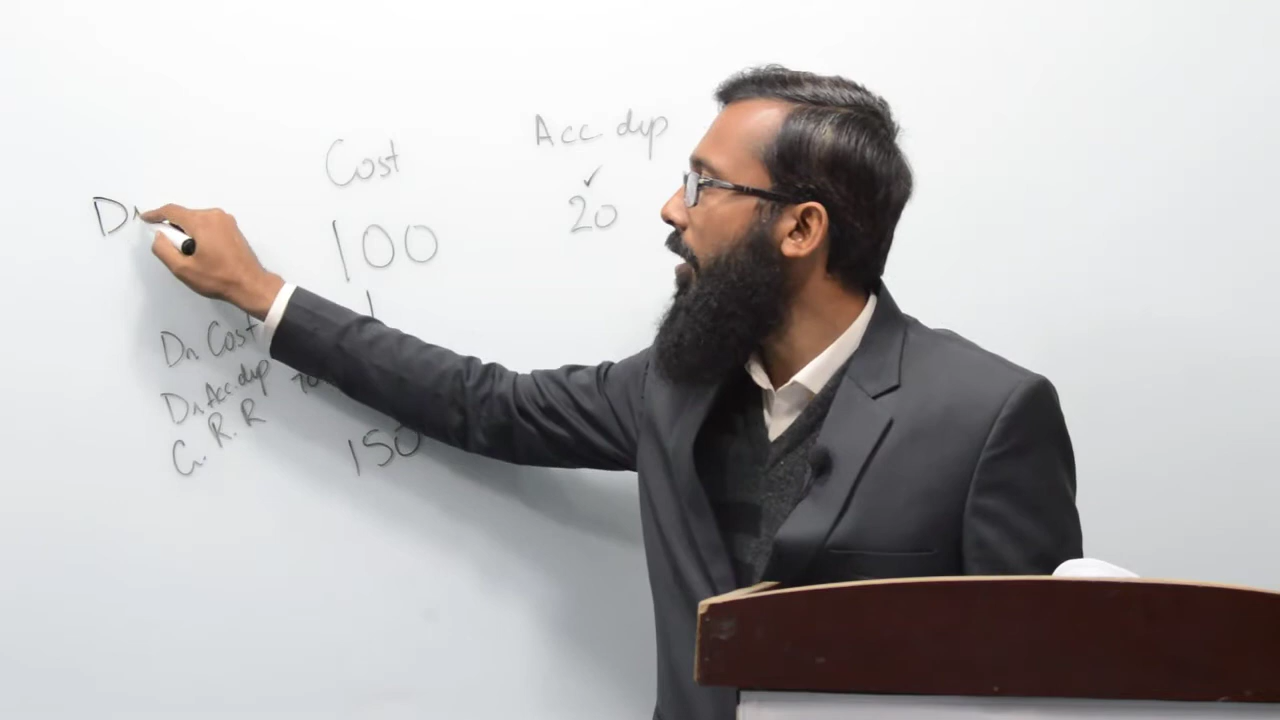 Cost
Acc dep
20
Dr
100
Dr Cost
Dr Acc.dep
Cr R.R
150